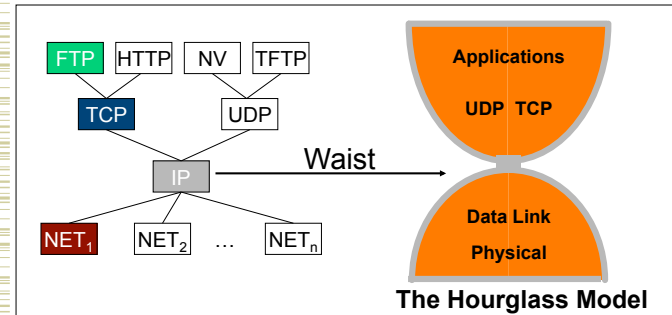 FTP HTTP NV TFTP
TCP UDP
IP
NET₁ NET₂ … NETₙ
Waist
Applications
UDP TCP
Data Link
Physical
The Hourglass Model